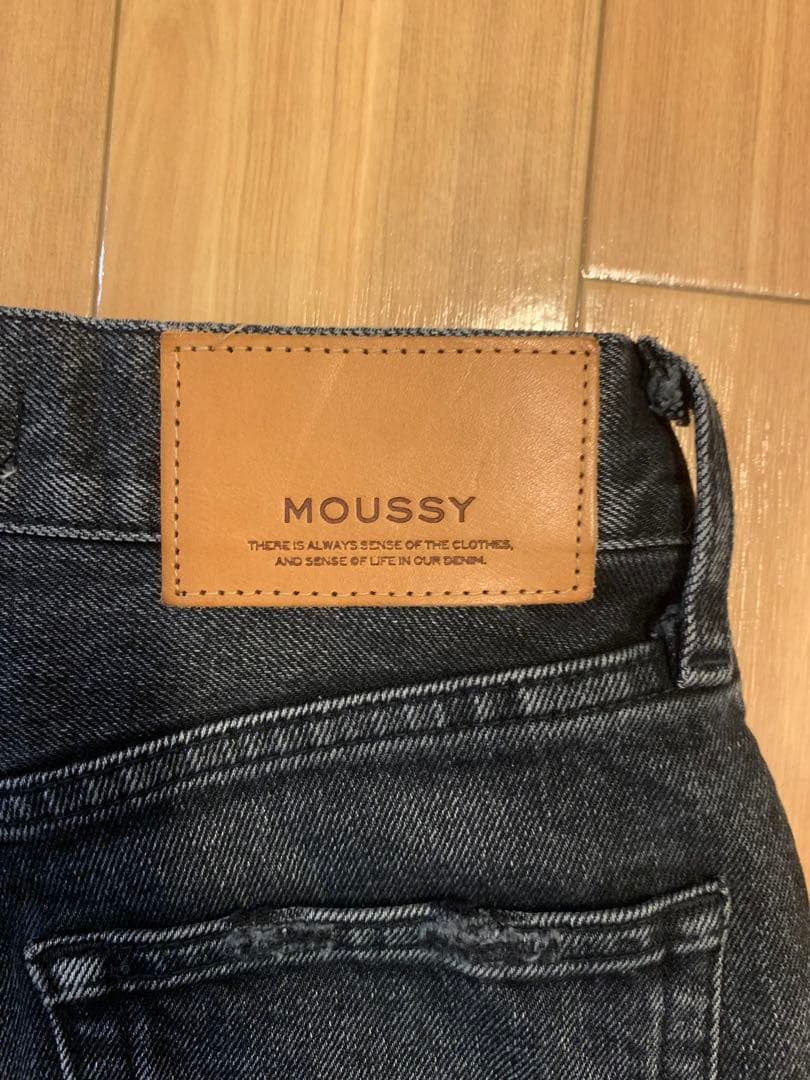 MOUSSY
THERE IS ALWAYS SENSE OF THE CLOTHES,
AND SENSE OF LIFE IN OUR DENIM.